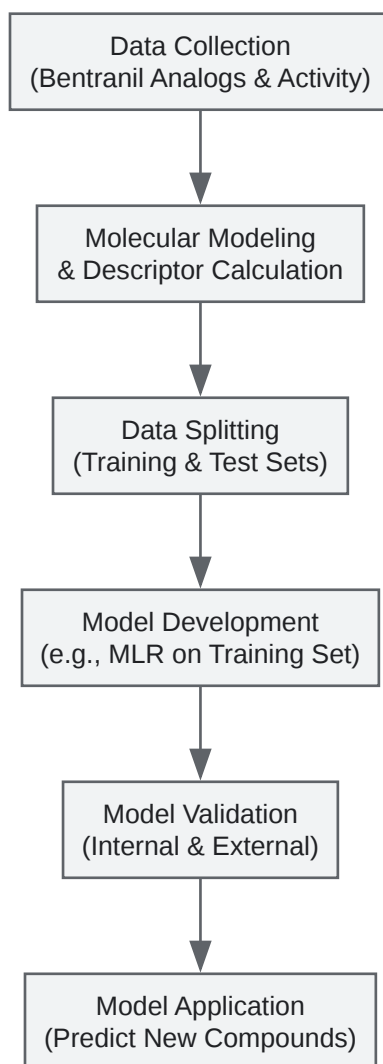 Data Collection
(Bentranil Analogs & Activity)
Molecular Modeling
& Descriptor Calculation
Data Splitting
(Training & Test Sets)
Model Development
(e.g., MLR on Training Set)
Model Validation
(Internal & External)
Model Application
(Predict New Compounds)